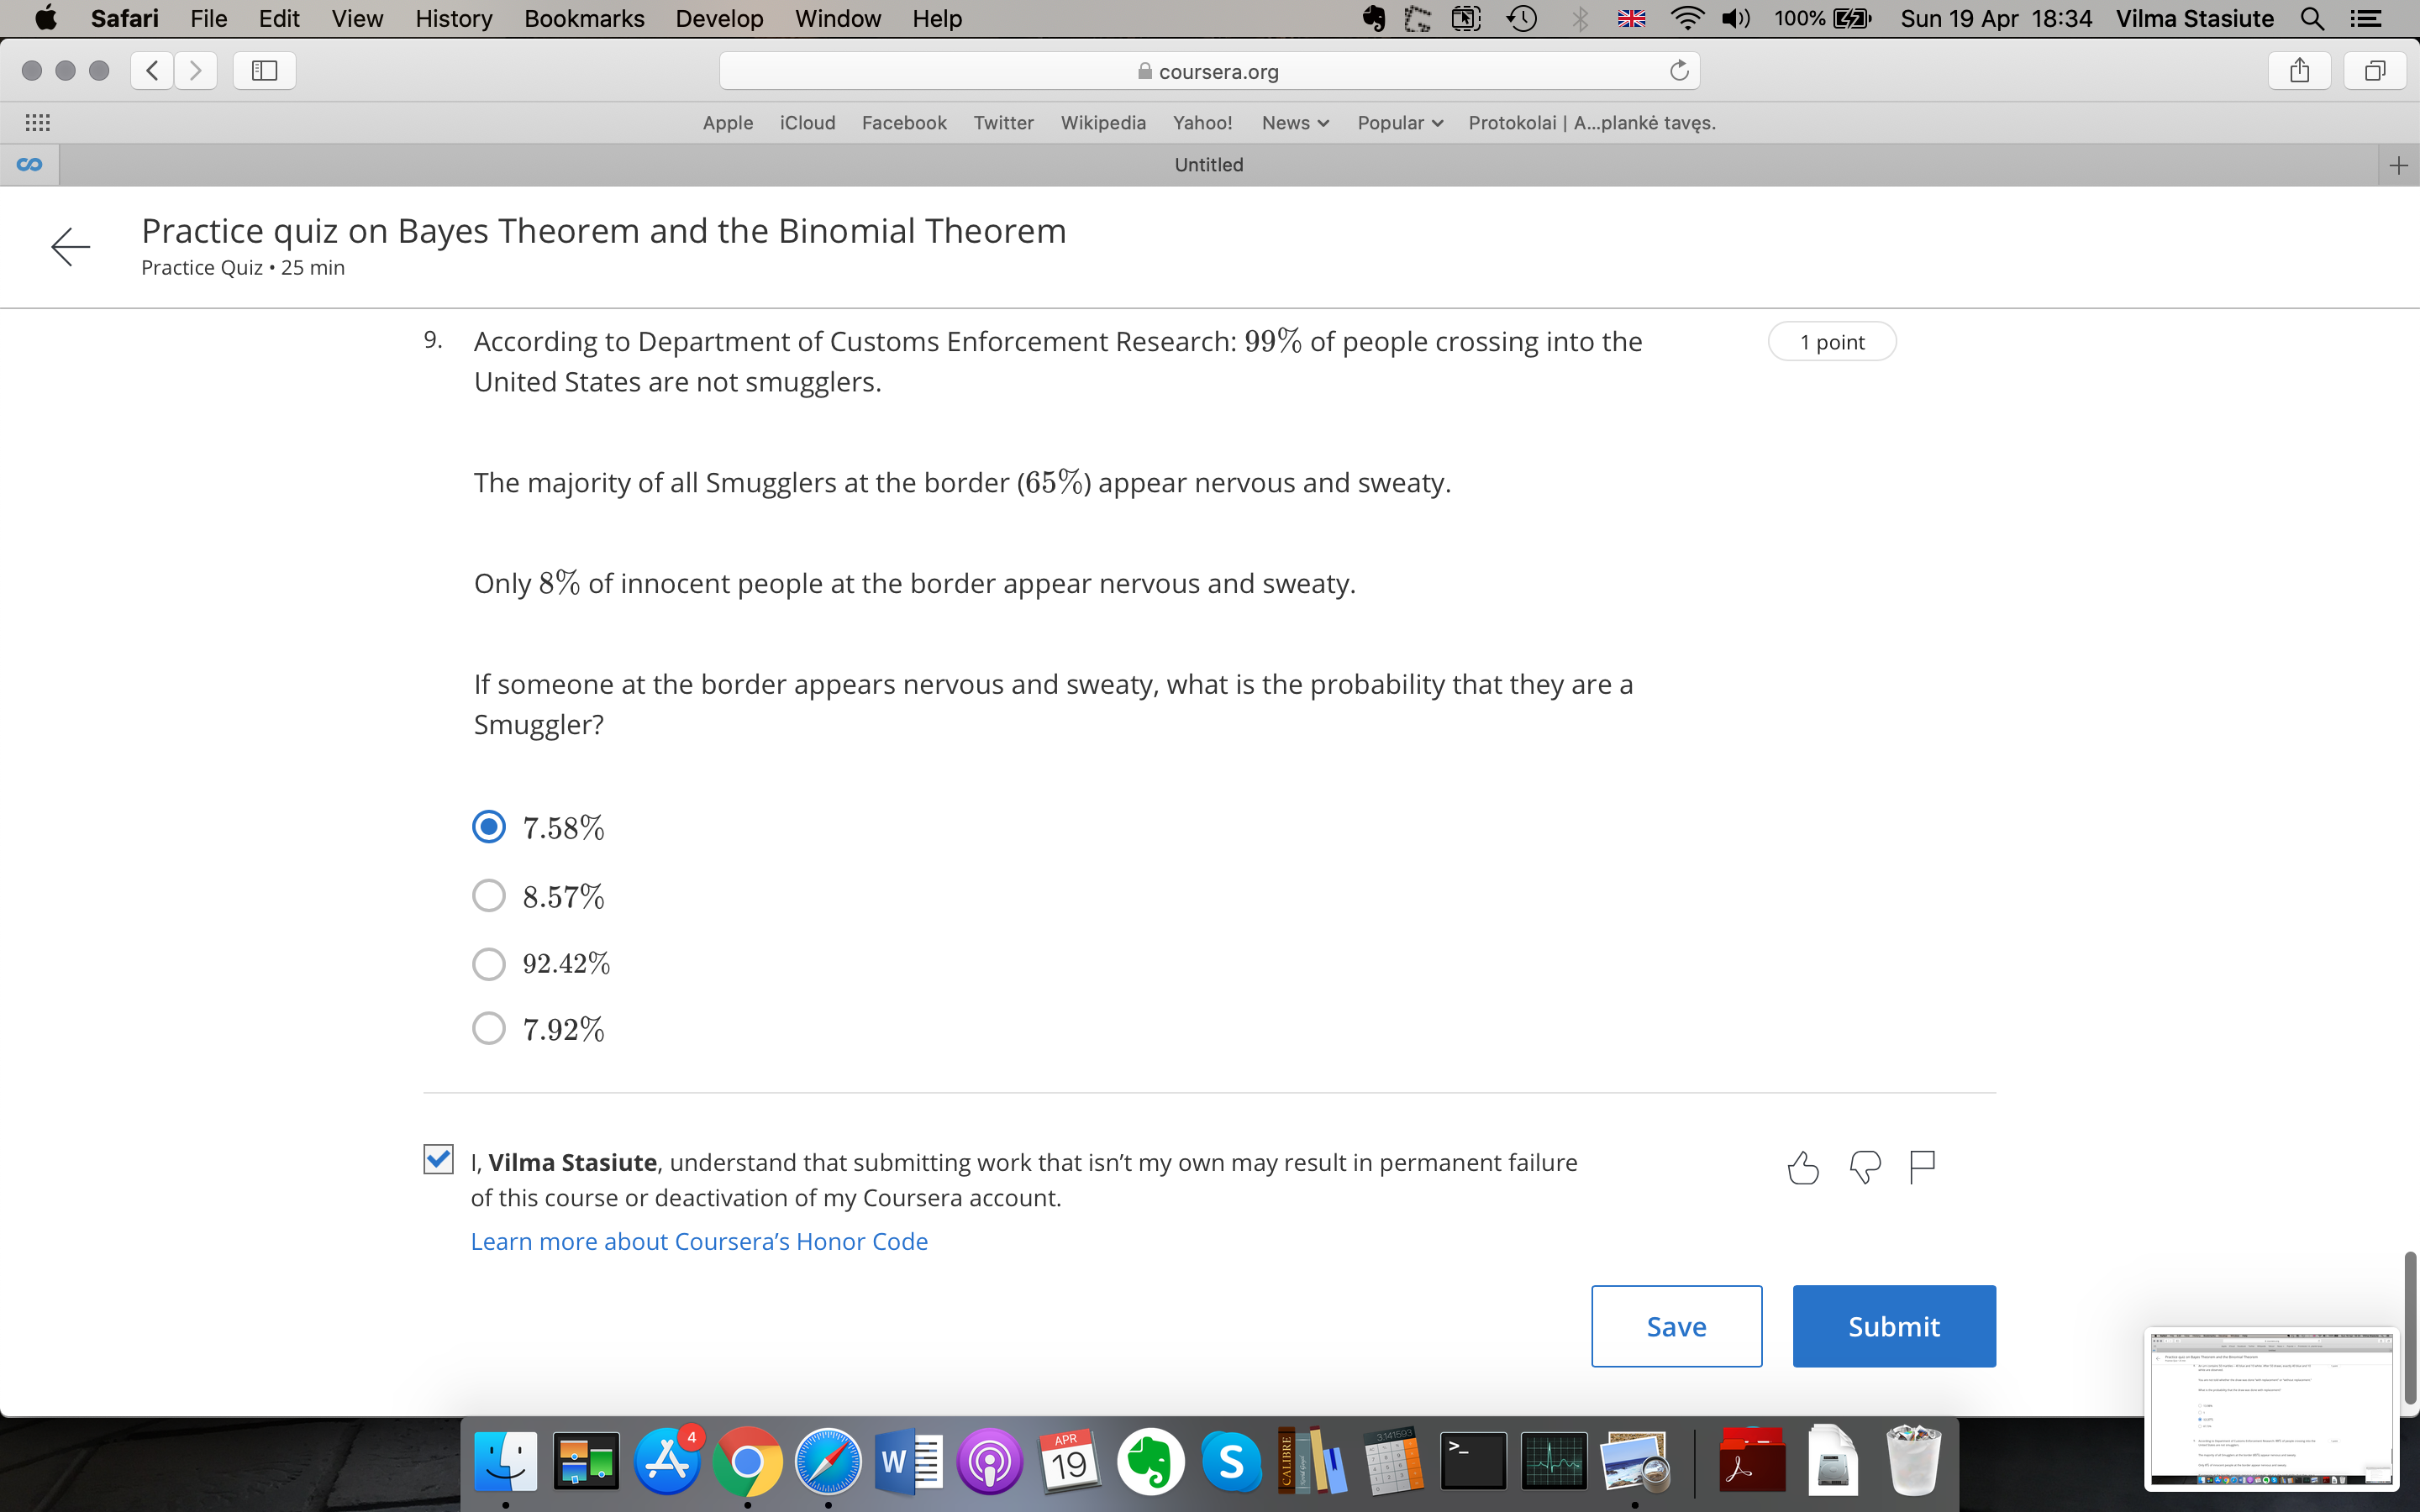 Safari File Edit View History Bookmarks Develop Window Help 100% Sun 19 Apr 18:34 Vilma Stasiute
coursera.org
Apple iCloud Facebook Twitter Wikipedia Yahoo! News Popular Protokolai | A...plankė tavęs.
Untitled
Practice quiz on Bayes Theorem and the Binomial Theorem
Practice Quiz • 25 min
9. According to Department of Customs Enforcement Research: 99% of people crossing into the 1 point
United States are not smugglers.
The majority of all Smugglers at the border (65%) appear nervous and sweaty.
Only 8% of innocent people at the border appear nervous and sweaty.
If someone at the border appears nervous and sweaty, what is the probability that they are a
Smuggler?
7.58%
8.57%
92.42%
7.92%
I, Vilma Stasiute, understand that submitting work that isn't my own may result in permanent failure
of this course or deactivation of my Coursera account.
Learn more about Coursera's Honor Code
Save Submit
4
APR
19
W
S
CALIBRE
3.141593
>_